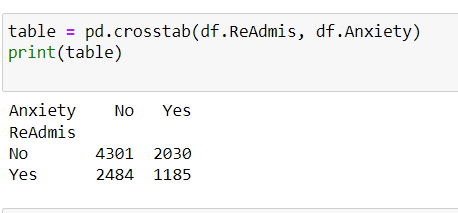 table = pd.crosstab(df.ReAdmis, df.Anxiety)
print(table)
Anxiety No Yes
ReAdmis
No 4301 2030
Yes 2484 1185